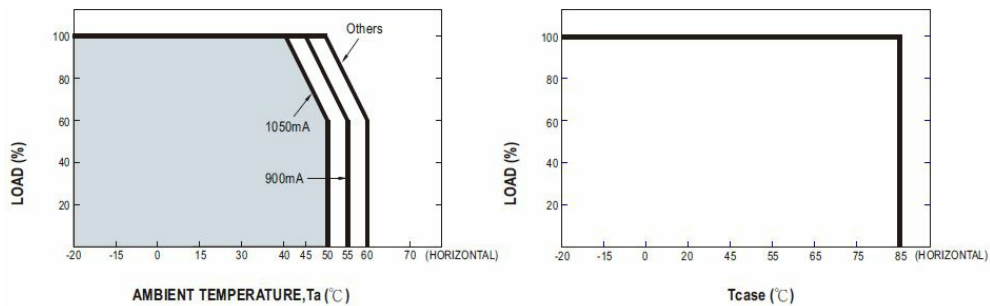 100
80
60
40
20
LOAD (%)
Others
1050mA
900mA
-20 -15 0 20 40 45 50 55 60 70 (HORIZONTAL)
AMBIENT TEMPERATURE,Ta (℃)
100
80
60
40
20
LOAD (%)
-20 -15 0 20 45 55 65 75 85 (HORIZONTAL)
Tcase (℃)